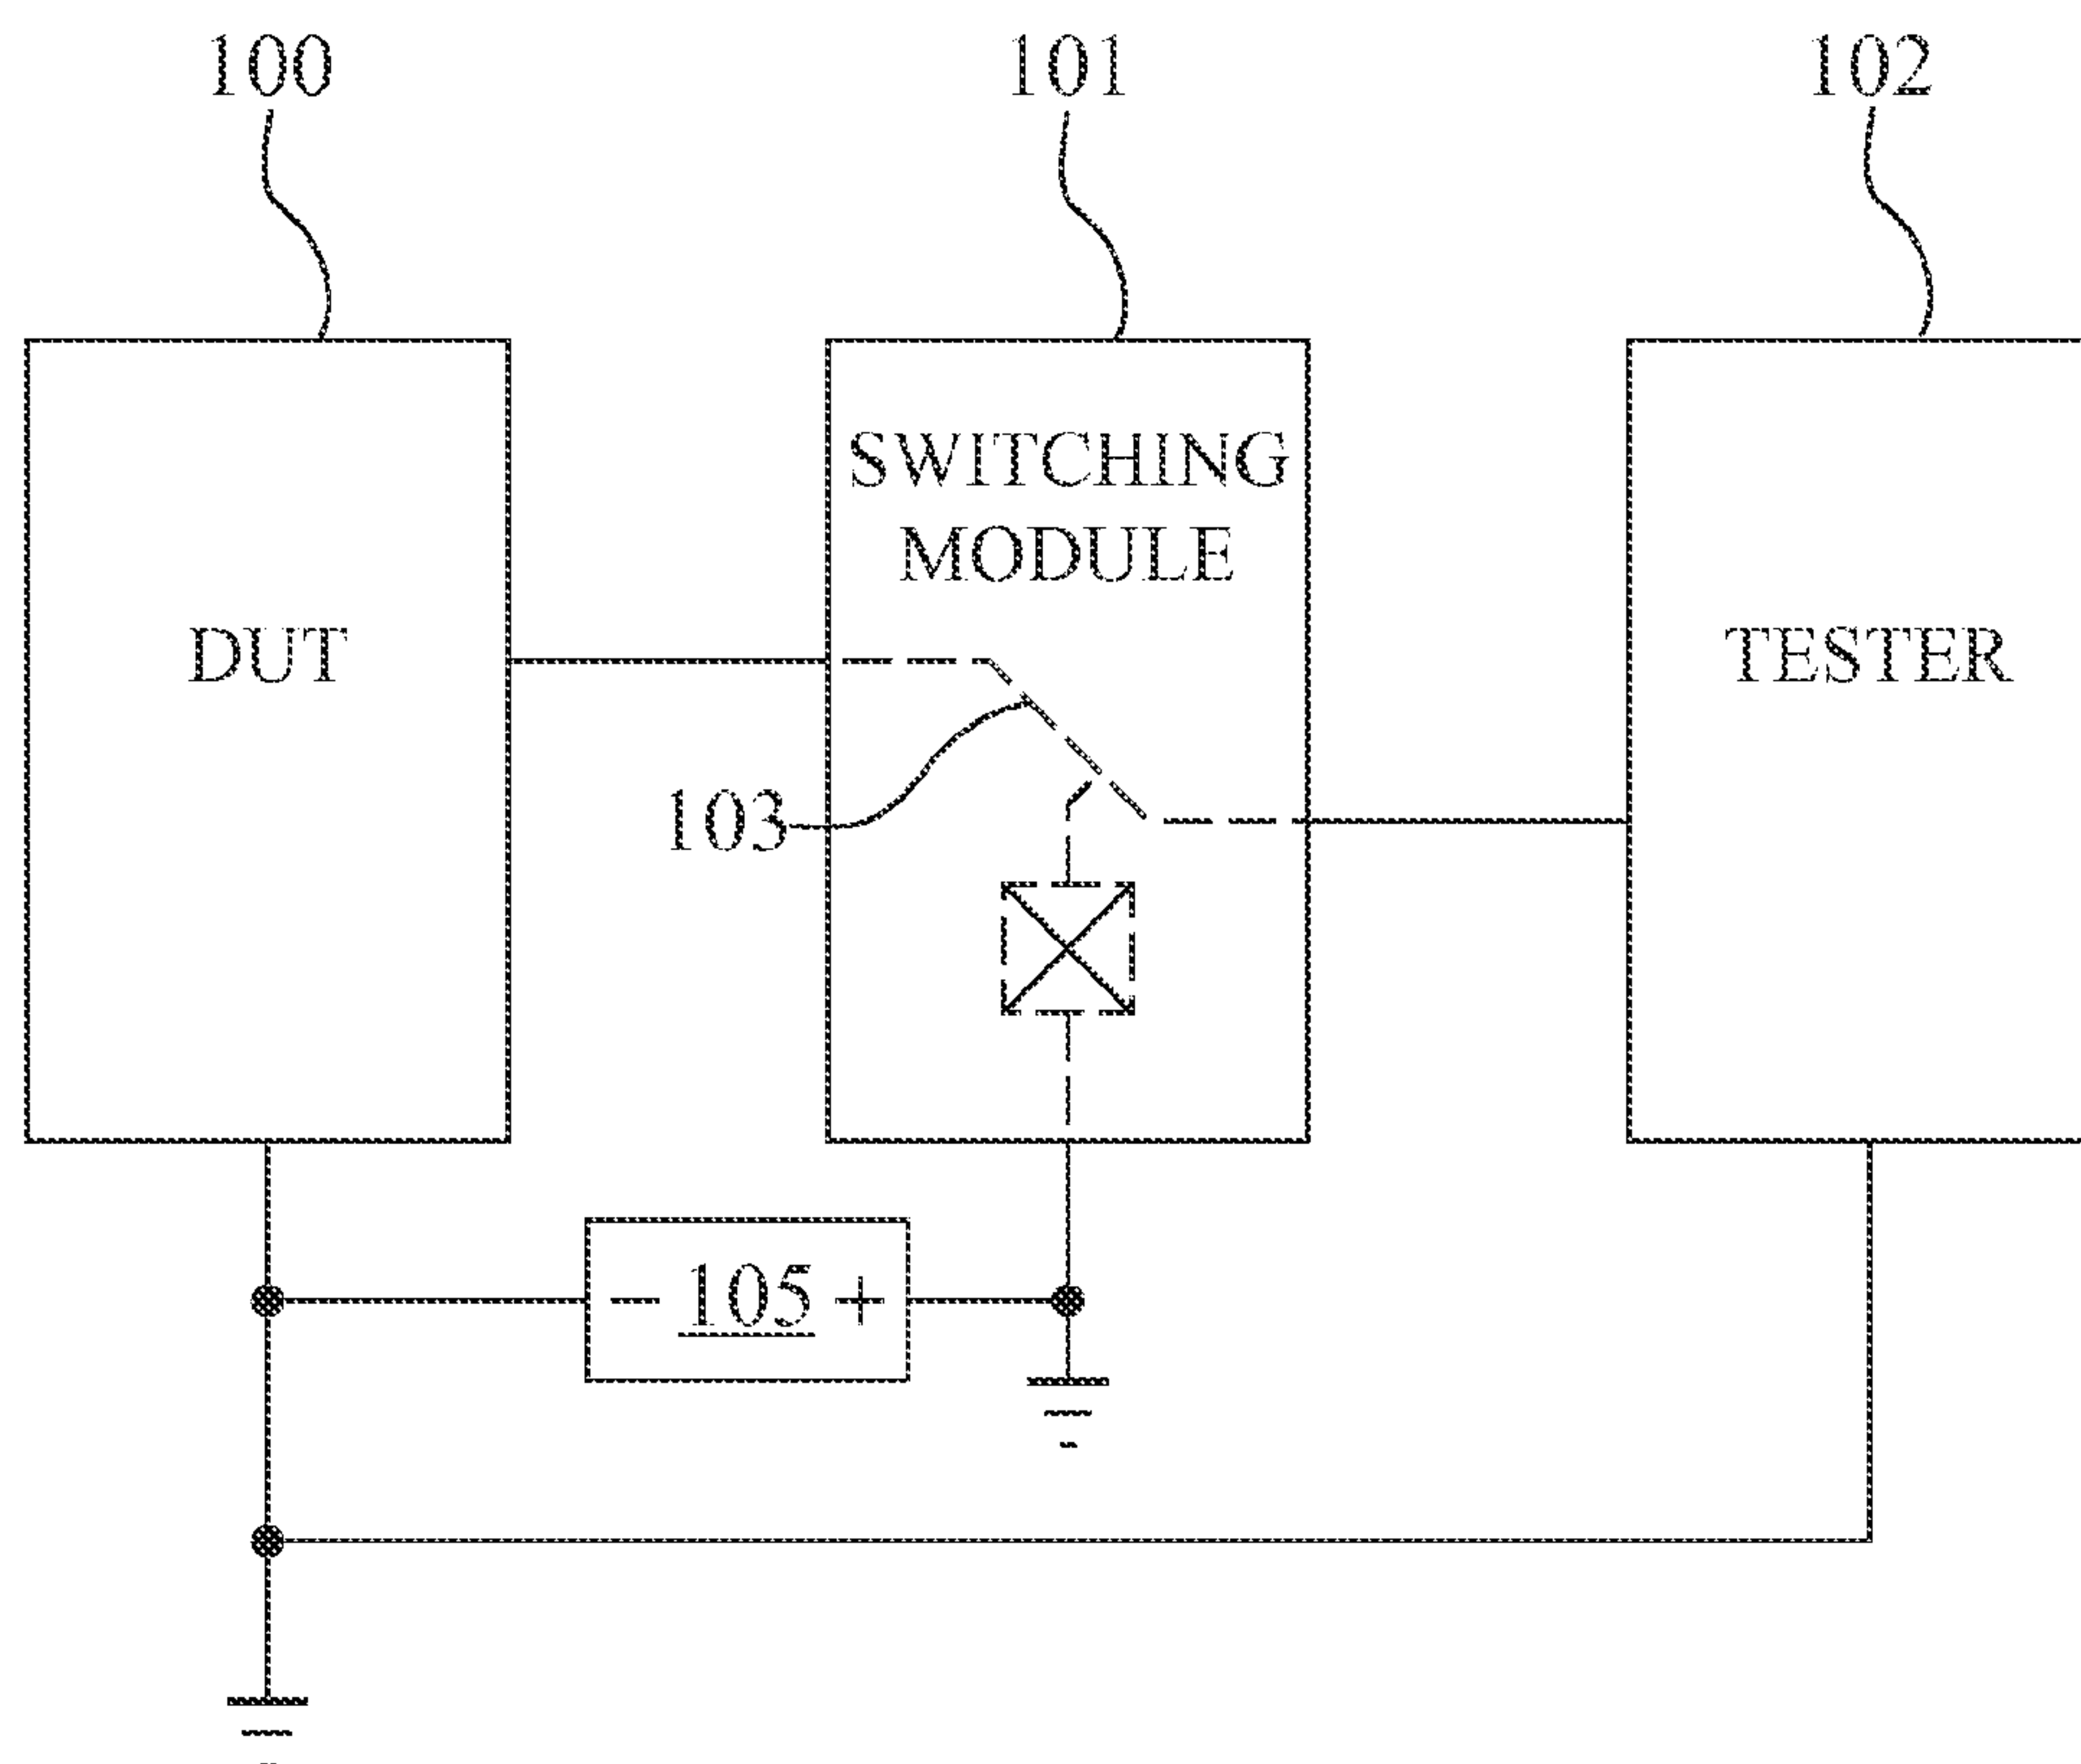 100
101
102
SWITCHING
MODULE
DUT
TESTER
103
− 105 +